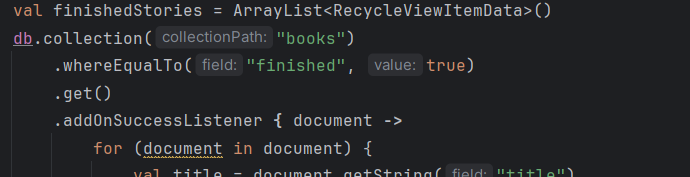 val finishedStories = ArrayList<RecycleViewItemData>()
db.collection( collectionPath: "books")
.whereEqualTo( field: "finished", value: true)
.get()
.addOnSuccessListener { document ->
for (document in document) {
val title = document.getString( field: "title")